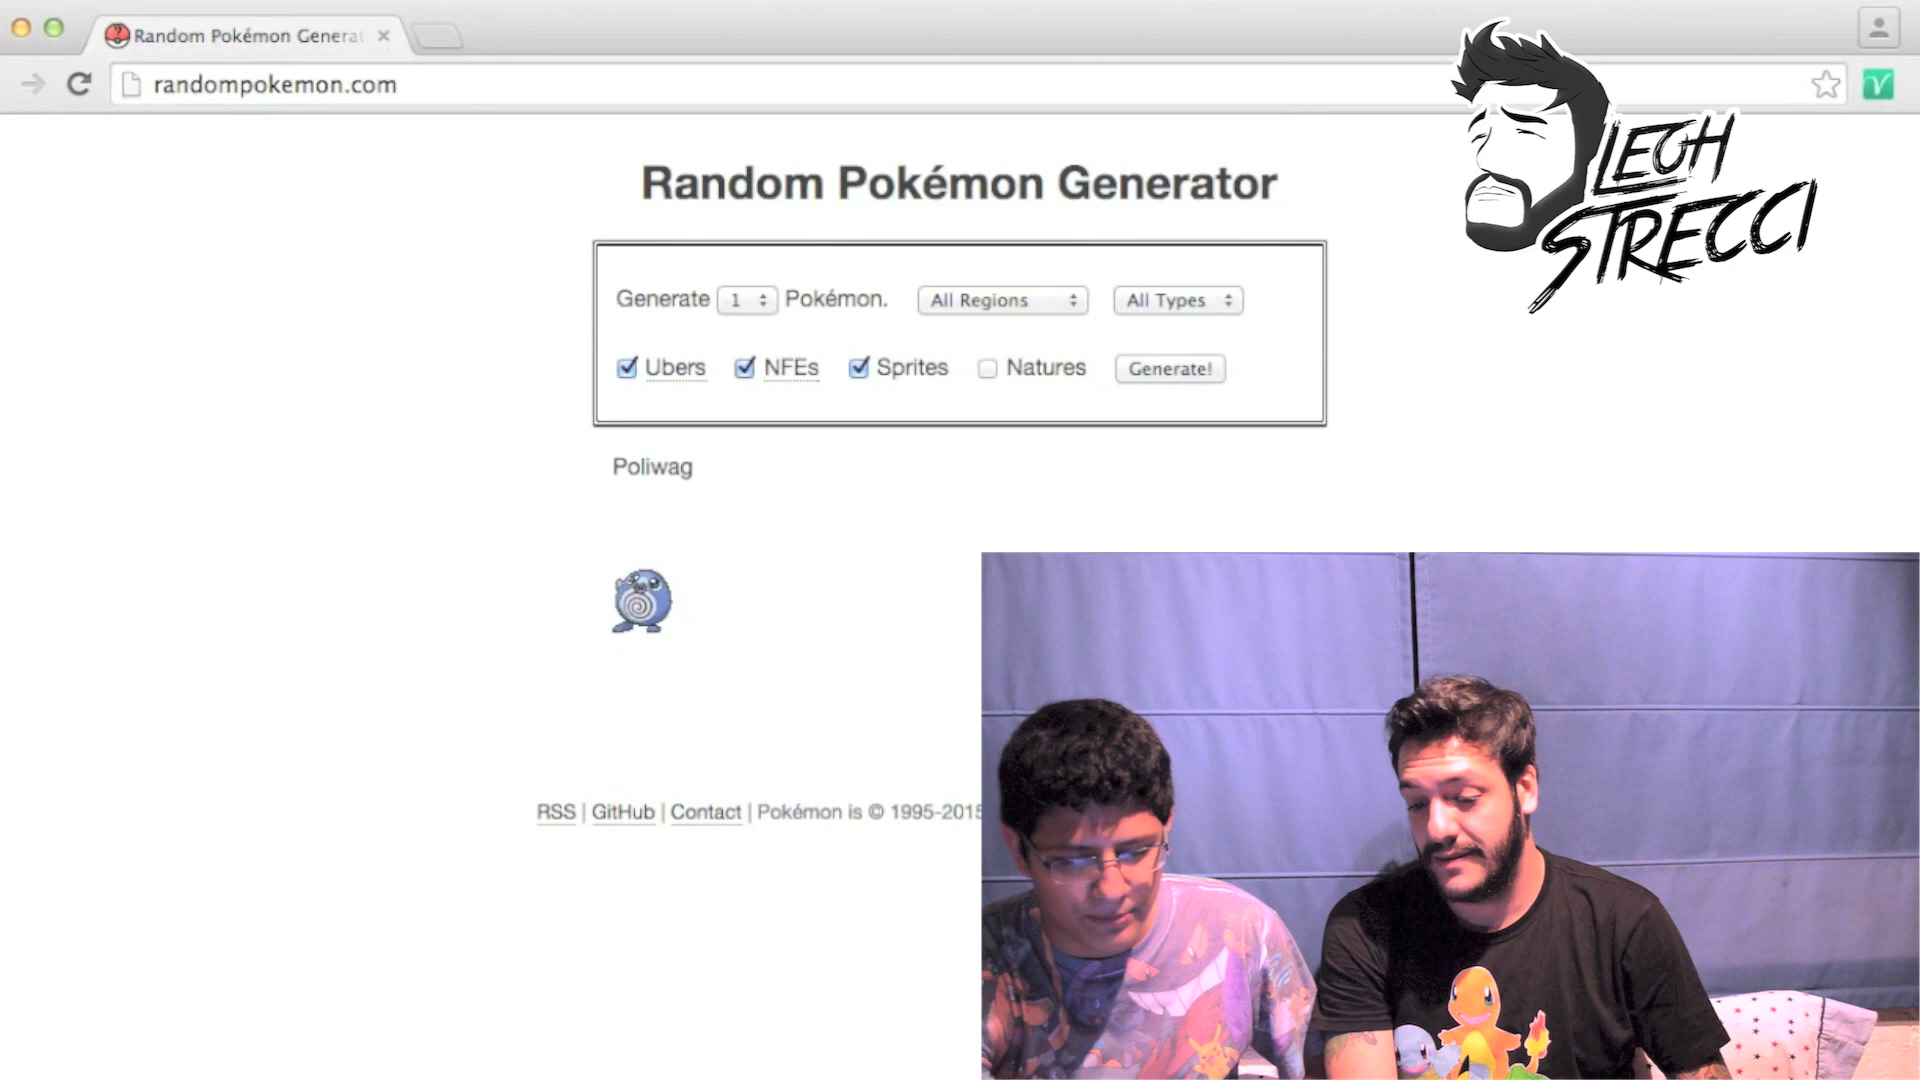 Random Pokémon Generat
randompokemon.com
LEOH
STRECCI
Random Pokémon Generator
Generate 1 Pokémon. All Regions All Types
Ubers NFEs Sprites Natures Generate!
Poliwag
RSS | GitHub | Contact | Pokémon is © 1995-2015